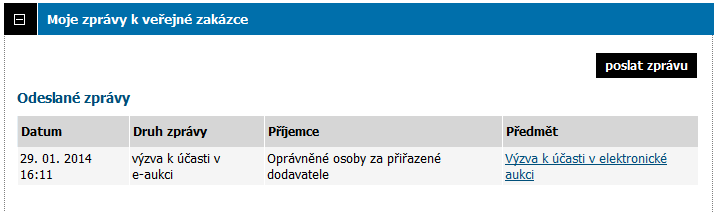 Moje zprávy k veřejné zakázce
poslat zprávu
Odeslané zprávy
Datum Druh zprávy Příjemce Předmět
29. 01. 2014 výzva k účasti v Oprávněné osoby za přiřazené Výzva k účasti v elektronické
16:11 e-aukci dodavatele aukci